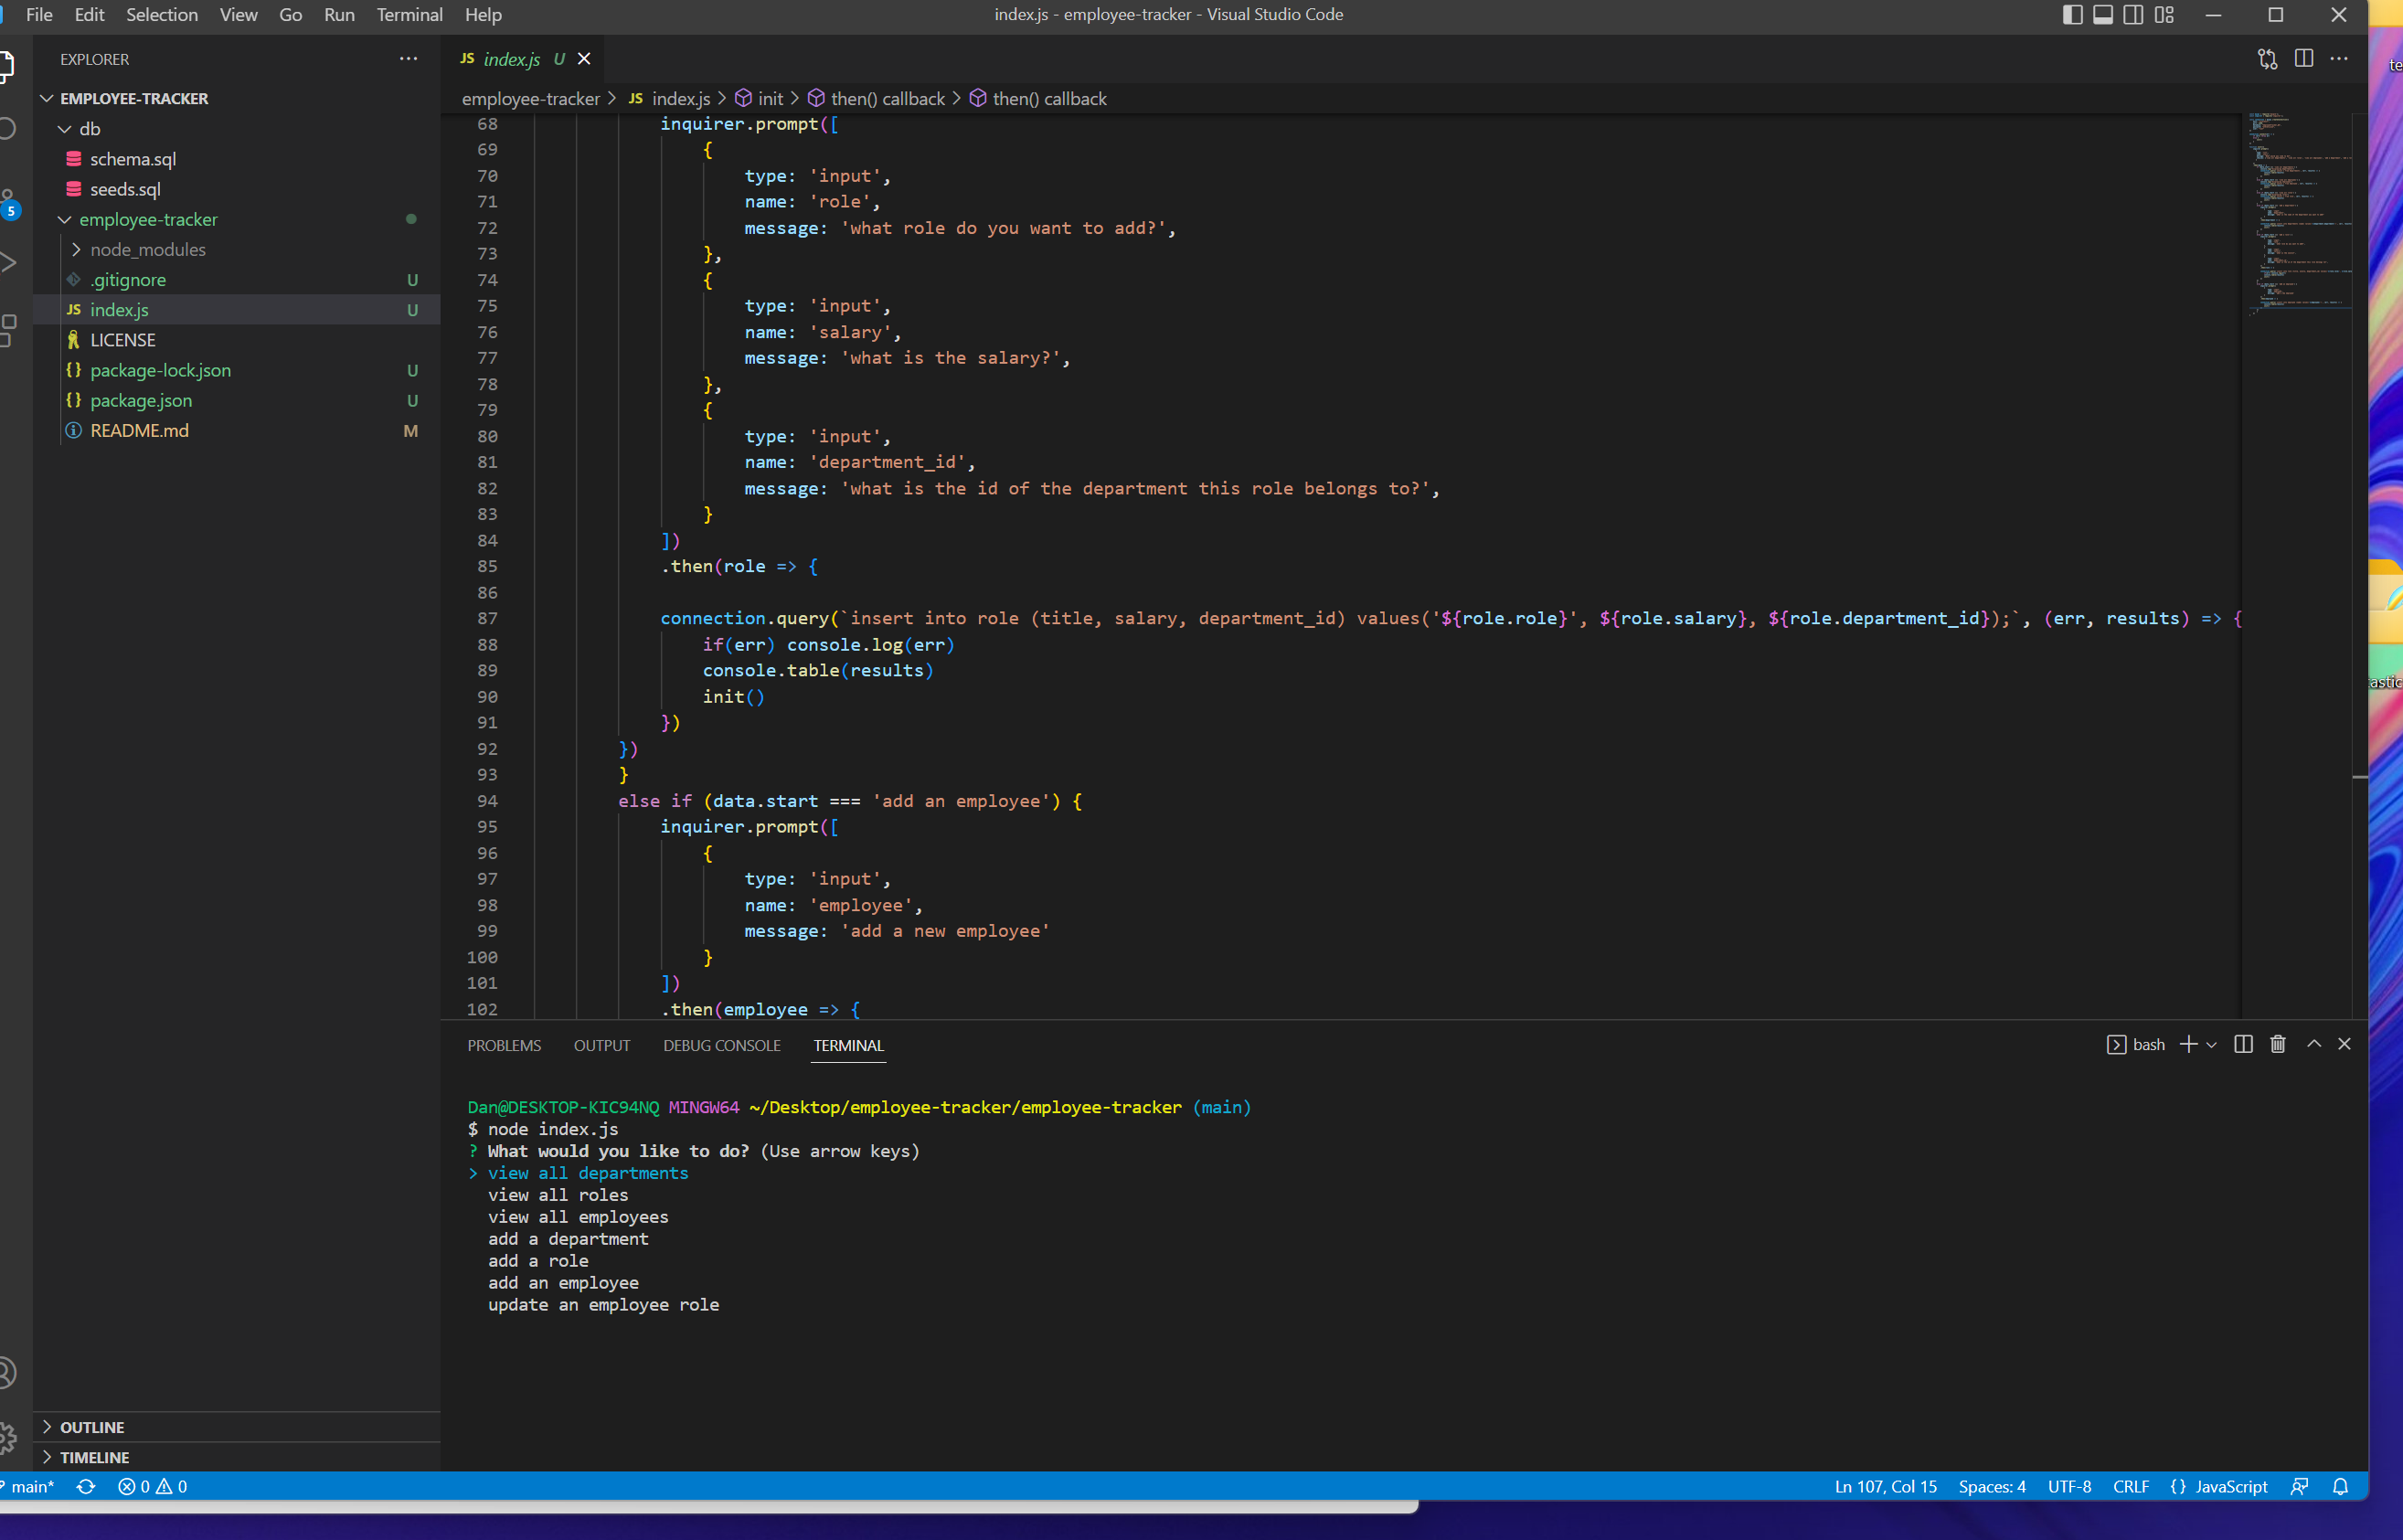 File Edit Selection View Go Run Terminal Help
index.js - employee-tracker - Visual Studio Code
EXPLORER
EMPLOYEE-TRACKER
db
schema.sql
seeds.sql
employee-tracker
node_modules
.gitignore U
JS index.js U
LICENSE
{} package-lock.json U
{} package.json U
README.md M
OUTLINE
TIMELINE
5
JS index.js U
employee-tracker > JS index.js > init > then() callback > then() callback
68 inquirer.prompt([
69 {
70 type: 'input',
71 name: 'role',
72 message: 'what role do you want to add?',
73 },
74 {
75 type: 'input',
76 name: 'salary',
77 message: 'what is the salary?',
78 },
79 {
80 type: 'input',
81 name: 'department_id',
82 message: 'what is the id of the department this role belongs to?',
83 }
84 ])
85 .then(role => {
86
87 connection.query(`insert into role (title, salary, department_id) values('${role.role}', ${role.salary}, ${role.department_id});`, (err, results) => {
88 if(err) console.log(err)
89 console.table(results)
90 init()
91 })
92 })
93 }
94 else if (data.start === 'add an employee') {
95 inquirer.prompt([
96 {
97 type: 'input',
98 name: 'employee',
99 message: 'add a new employee'
100 }
101 ])
102 .then(employee => {
PROBLEMS OUTPUT DEBUG CONSOLE TERMINAL
bash
Dan@DESKTOP-KIC94NQ MINGW64 ~/Desktop/employee-tracker/employee-tracker (main)
$ node index.js
? What would you like to do? (Use arrow keys)
> view all departments
view all roles
view all employees
add a department
add a role
add an employee
update an employee role
main* 0 0
Ln 107, Col 15 Spaces: 4 UTF-8 CRLF {} JavaScript